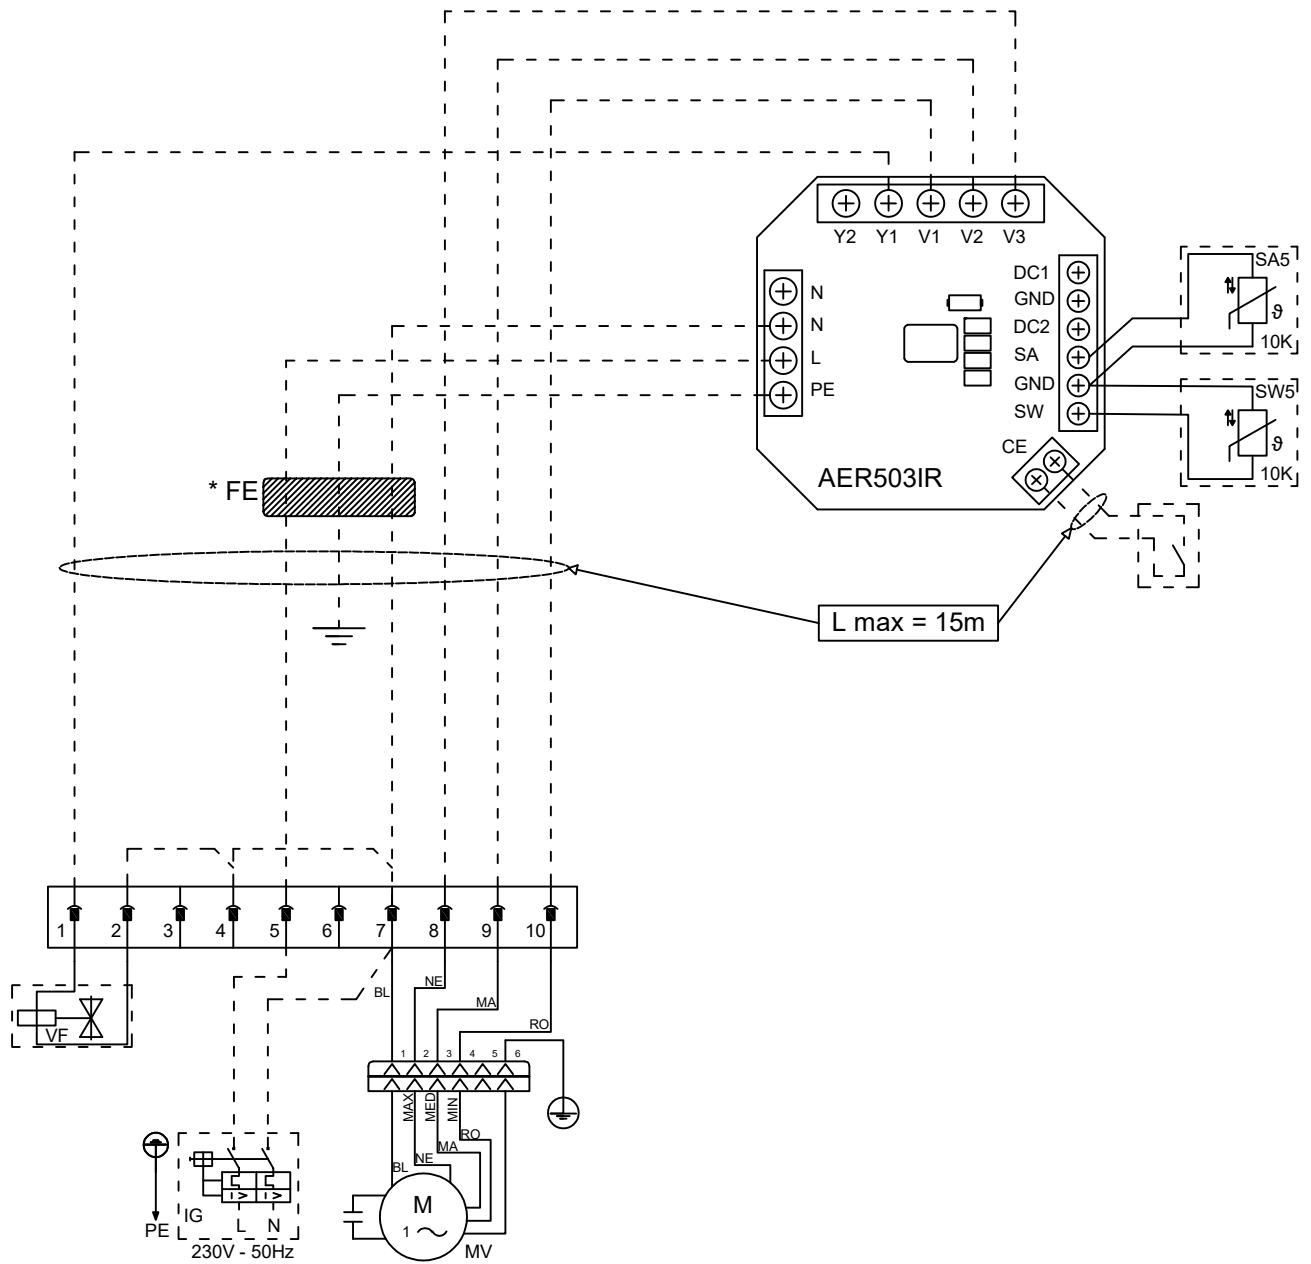 Y2 Y1 V1 V2 V3
N
N
L
PE
DC1
GND
DC2
SA
GND
SW
CE
AER503IR
SA5
ϑ
10K
SW5
ϑ
10K
* FE
L max = 15m
1 2 3 4 5 6 7 8 9 10
VF
BL
NE
MA
RO
1 2 3 4 5 6
MAX
MED
MIN
RO
MA
NE
BL
M
1
MV
PE
IG
I > I >
L N
230V - 50Hz